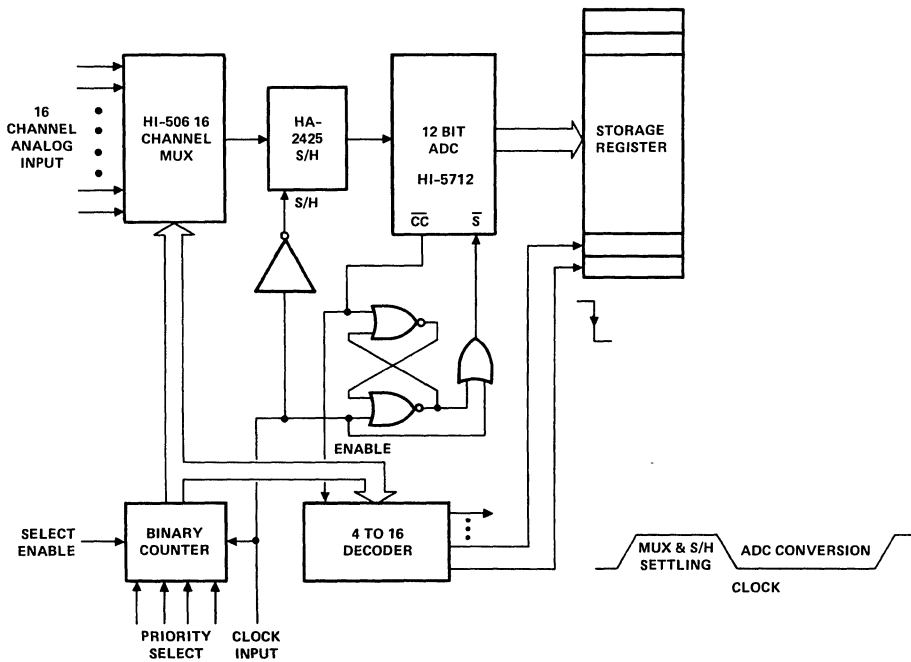 16
CHANNEL
ANALOG
INPUT
HI-506 16
CHANNEL
MUX
HA-
2425
S/H
S/H
12 BIT
ADC
HI-5712
CC
S
STORAGE
REGISTER
ENABLE
SELECT
ENABLE
BINARY
COUNTER
4 TO 16
DECODER
PRIORITY
SELECT
CLOCK
INPUT
MUX & S/H
SETTLING
ADC CONVERSION
CLOCK